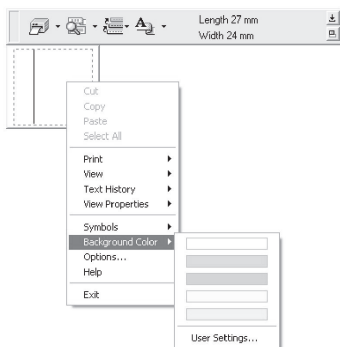 Length 27 mm
Width 24 mm
Cut
Copy
Paste
Select All
Print
View
Text History
View Properties
Symbols
Background Color
Options...
Help
Exit
User Settings...